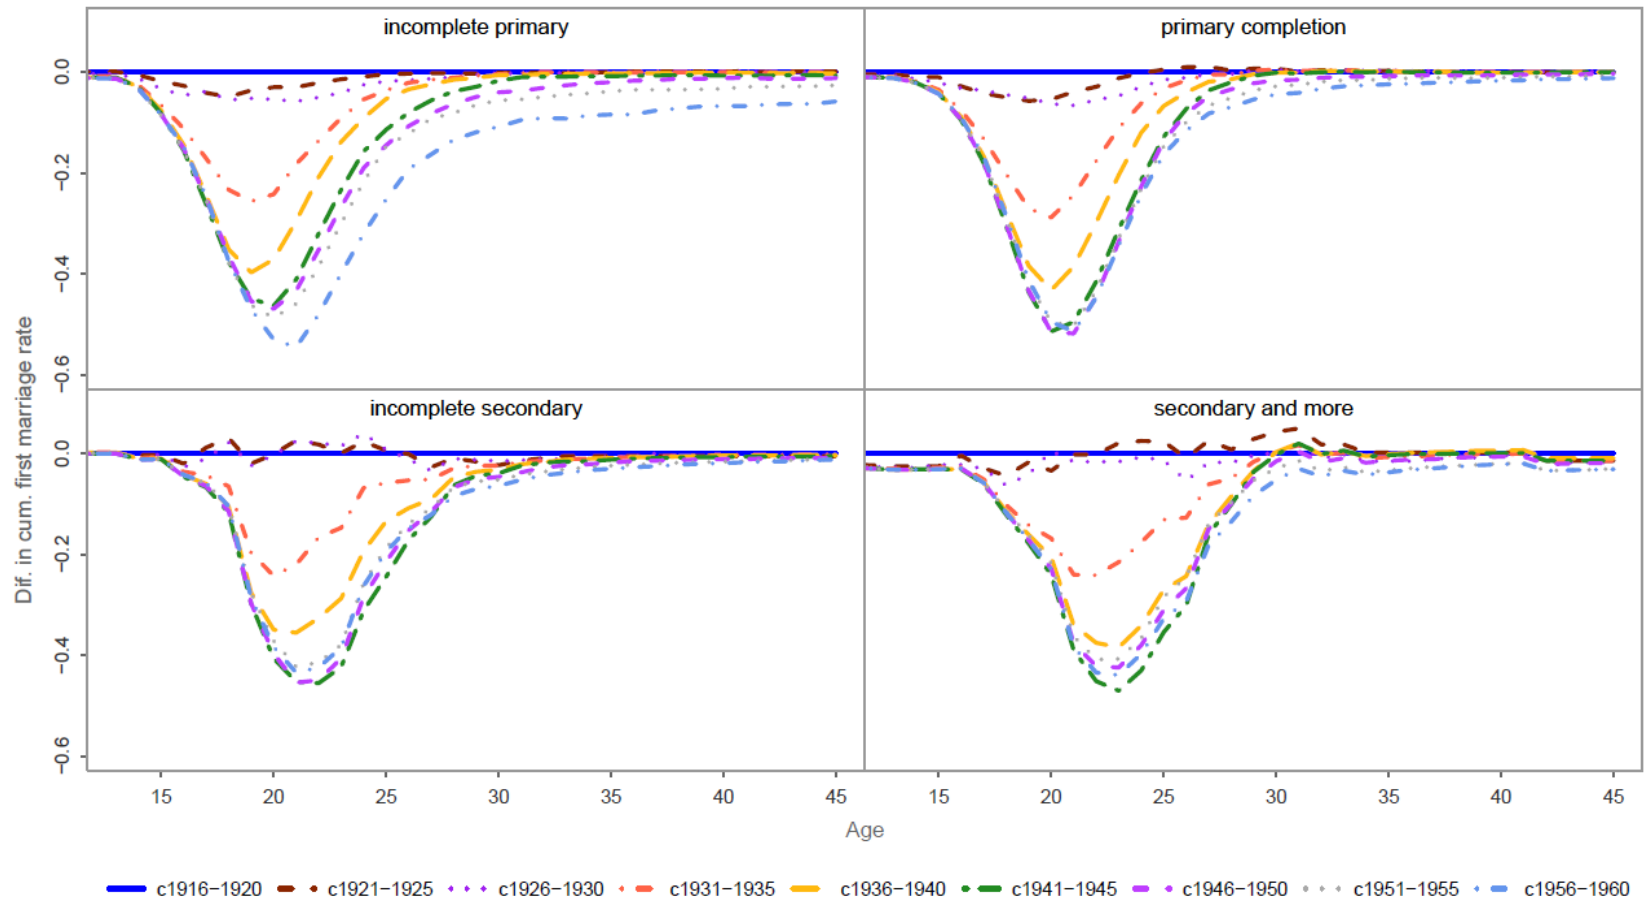 incomplete primary
primary completion
0.0
−0.2
−0.4
−0.6
incomplete secondary
secondary and more
0.0
−0.2
−0.4
−0.6
Dif. in cum. first marriage rate
15 20 25 30 35 40 45
15 20 25 30 35 40 45
Age
c1916−1920 c1921−1925 c1926−1930 c1931−1935 c1936−1940 c1941−1945 c1946−1950 c1951−1955 c1956−1960